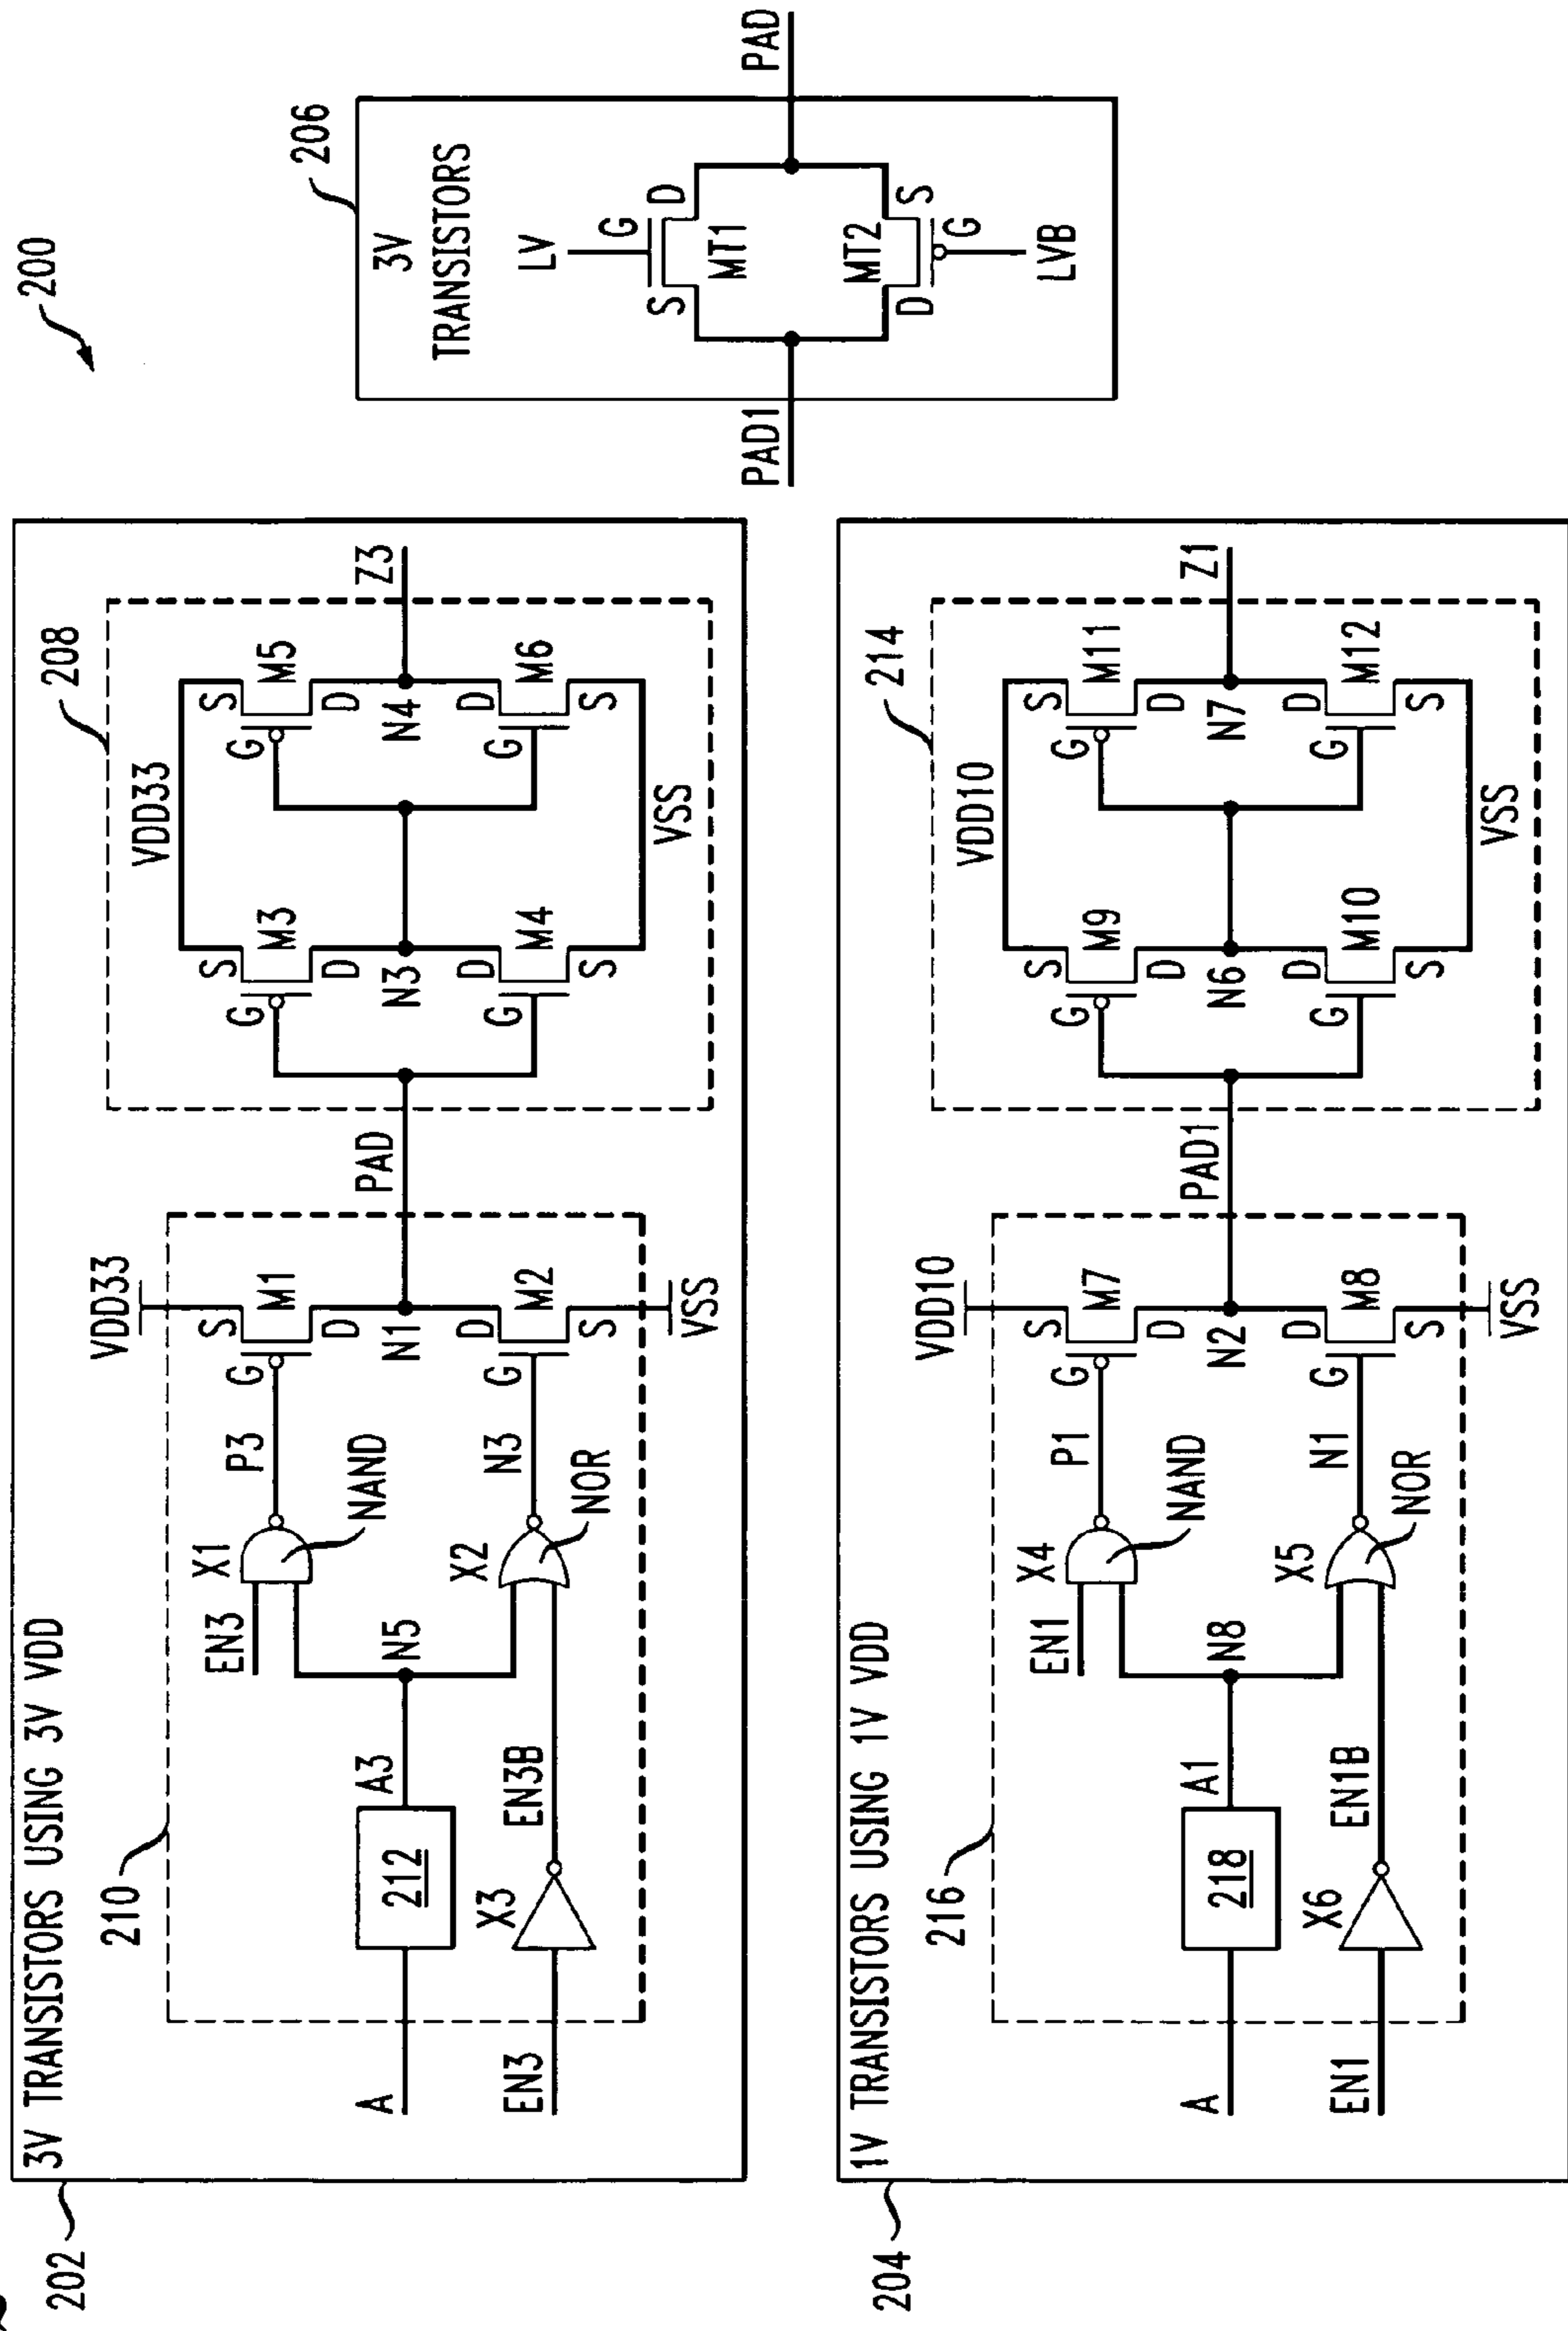 200
202
3V TRANSISTORS USING 3V VDD
210
VDD33
208
A
212
A3
N5
EN3
X1
NAND
P3
G
S
M1
D
N1
PAD
EN3
X3
EN3B
X2
NOR
N3
G
D
M2
S
VSS
VDD33
G
S
M3
D
N3
G
D
M4
S
G
S
M5
D
N4
G
D
M6
S
VSS
Z3
204
1V TRANSISTORS USING 1V VDD
216
VDD10
214
A
218
A1
N8
EN1
X4
NAND
P1
G
S
M7
D
N2
PAD1
EN1
X6
EN1B
X5
NOR
N1
G
D
M8
S
VSS
VDD10
G
S
M9
D
N6
G
D
M10
S
G
S
M11
D
N7
G
D
M12
S
VSS
Z1
206
3V
TRANSISTORS
LV
G
S
D
MT1
PAD1
PAD
MT2
D
S
G
LVB